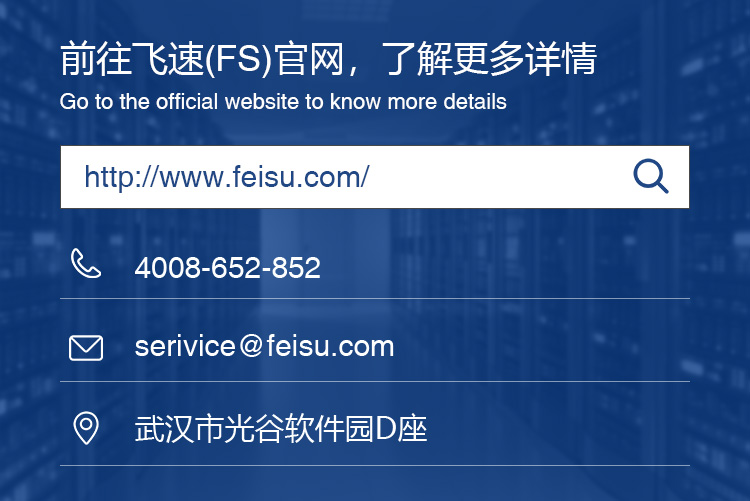 前往飞速(FS)官网，了解更多详情
Go to the official website to know more details
http://www.feisu.com/
4008-652-852
serivice@feisu.com
武汉市光谷软件园D座